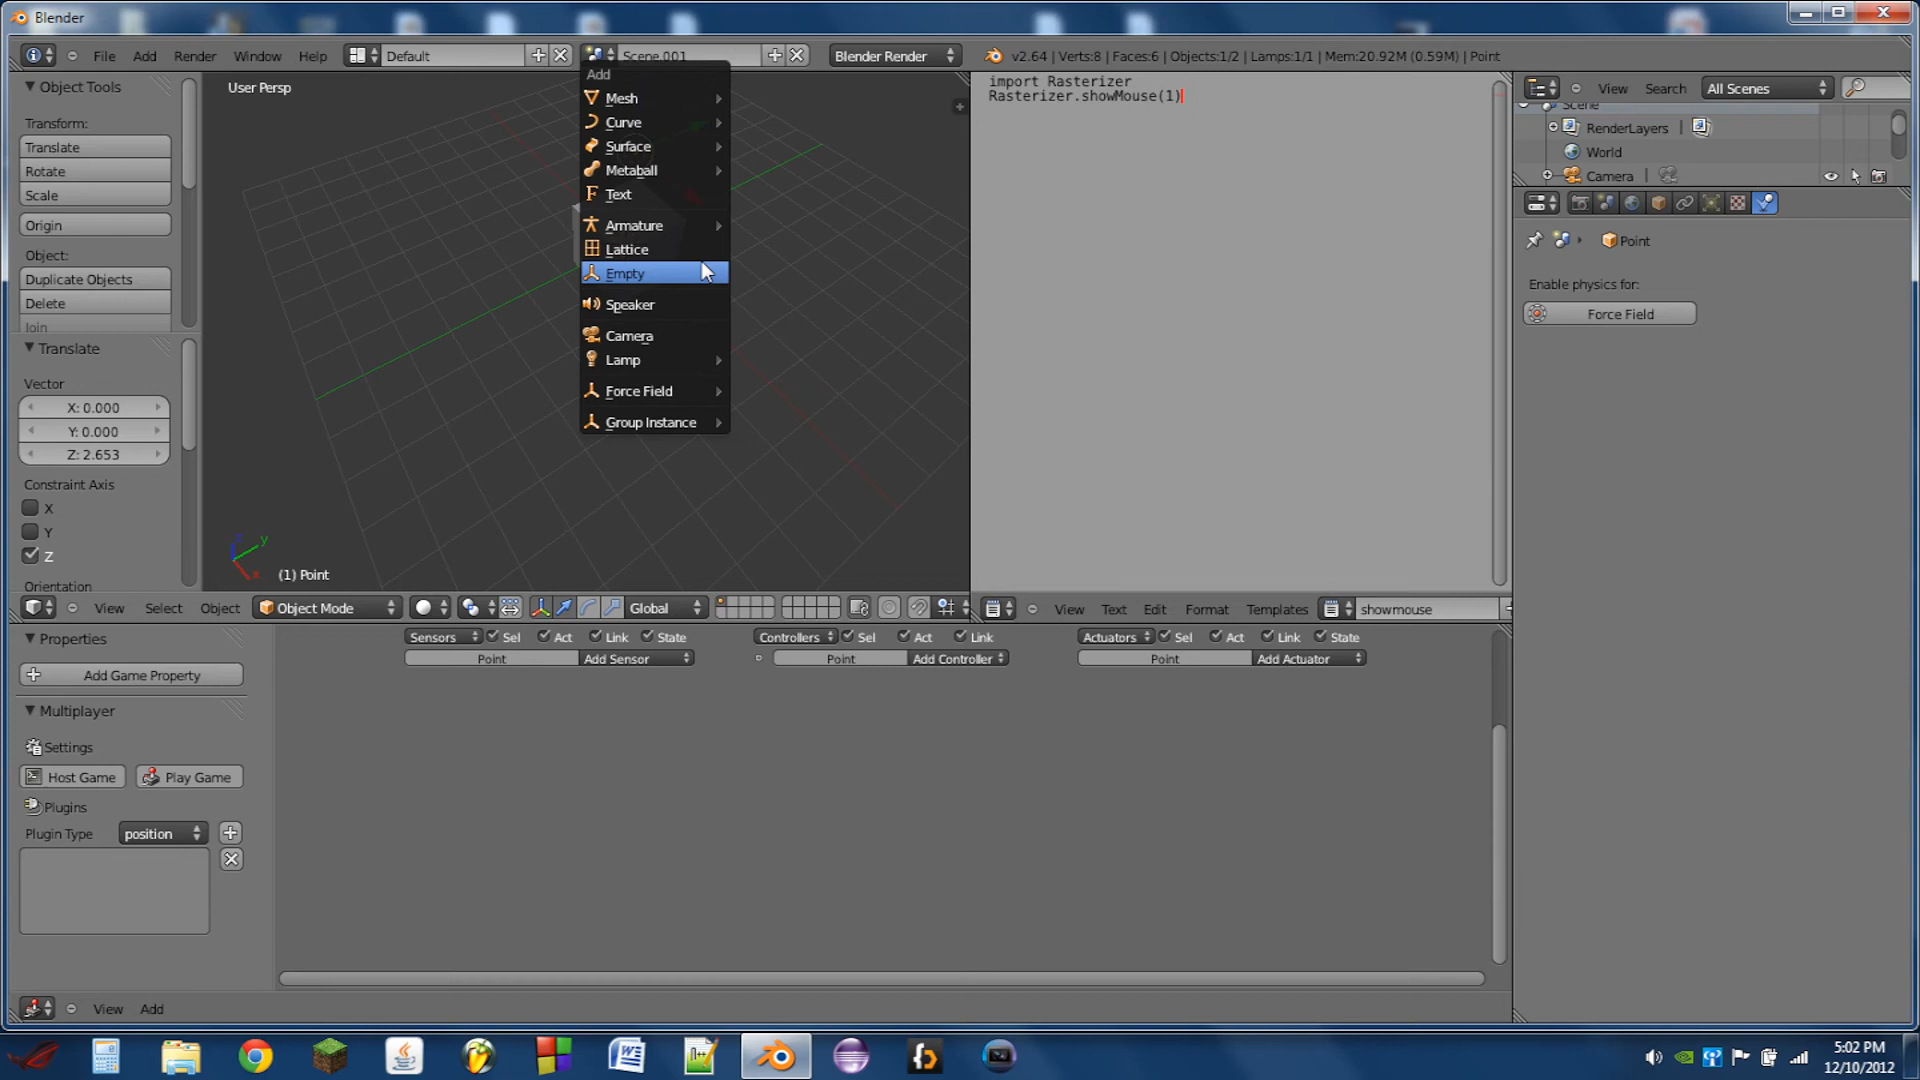 Blender
File Add Render Window Help Default Scene.001 Blender Render v2.64 | Verts:8 | Faces:6 | Objects:1/2 | Lamps:1/1 | Mem:20.92M (0.59M) | Point
Object Tools
Transform:
Translate
Rotate
Scale
Origin
Object:
Duplicate Objects
Delete
Join
Translate
Vector
X: 0.000
Y: 0.000
Z: 2.653
Constraint Axis
X
Y
Z
Orientation
User Persp
Add
Mesh
Curve
Surface
Metaball
Text
Armature
Lattice
Empty
Speaker
Camera
Lamp
Force Field
Group Instance
y
(1) Point
import Rasterizer
Rasterizer.showMouse(1)
View Search All Scenes
Scene
RenderLayers |
World
Camera |
Point
Enable physics for:
Force Field
View Select Object Object Mode Global
View Text Edit Format Templates showmouse
Properties
Add Game Property
Multiplayer
Settings
Host Game Play Game
Plugins
Plugin Type position
Sensors Sel Act Link State
Point Add Sensor
Controllers Sel Act Link
Point Add Controller
Actuators Sel Act Link State
Point Add Actuator
View Add
5:02 PM
12/10/2012